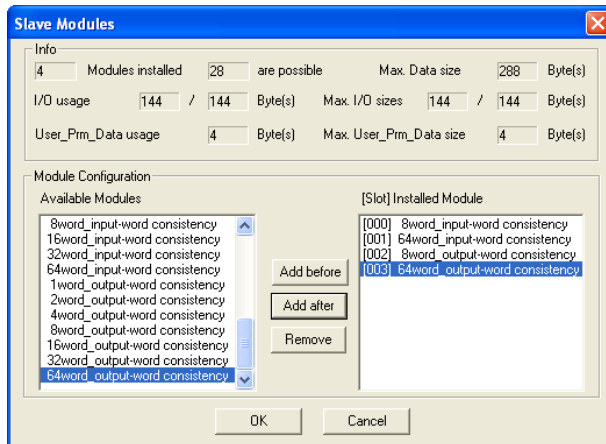 Slave Modules
Info
4 Modules installed 28 are possible Max. Data size 288 Byte(s)
I/O usage 144 / 144 Byte(s) Max. I/O sizes 144 / 144 Byte(s)
User_Prm_Data usage 4 Byte(s) Max. User_Prm_Data size 4 Byte(s)
Module Configuration
Available Modules
8word_input-word consistency
16word_input-word consistency
32word_input-word consistency
64word_input-word consistency
1word_output-word consistency
2word_output-word consistency
4word_output-word consistency
8word_output-word consistency
16word_output-word consistency
32word_output-word consistency
64word_output-word consistency
Add before
Add after
Remove
[Slot] Installed Module
[000] 8word_input-word consistency
[001] 64word_input-word consistency
[002] 8word_output-word consistency
[003] 64word_output-word consistency
OK Cancel